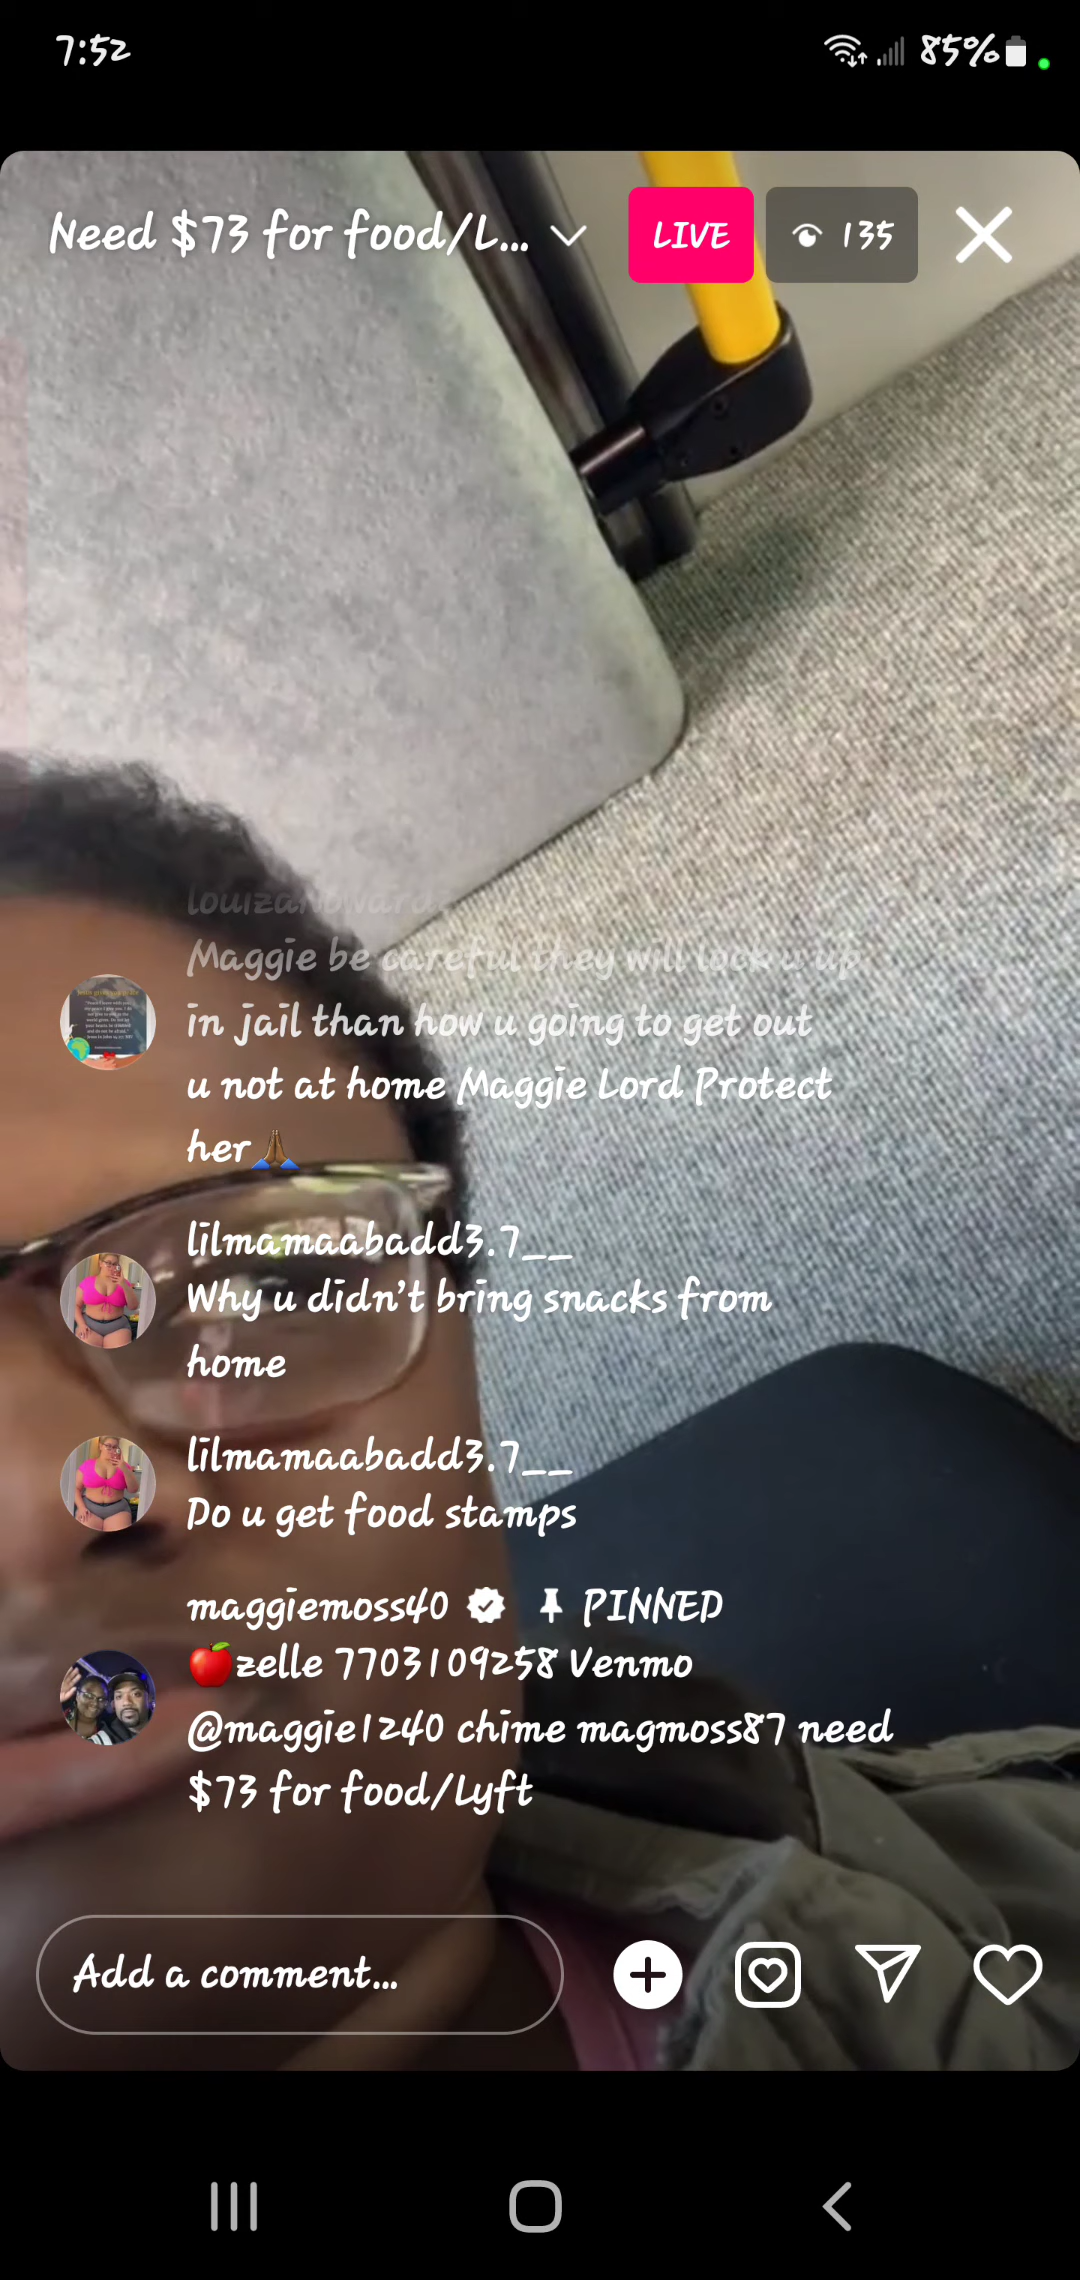 7:52
85%
Need $73 for food/L...
LIVE
135
Maggie be careful they will lock u up
in jail than how u going to get out
u not at home Maggie Lord Protect
her🙏🏾
lilmamaabadd3.7__
Why u didn't bring snacks from
home
lilmamaabadd3.7__
Do u get food stamps
maggiemoss40 PINNED
🍎zelle 7703109258 Venmo
@maggie1240 chime magmoss87 need
$73 for food/Lyft
Add a comment...